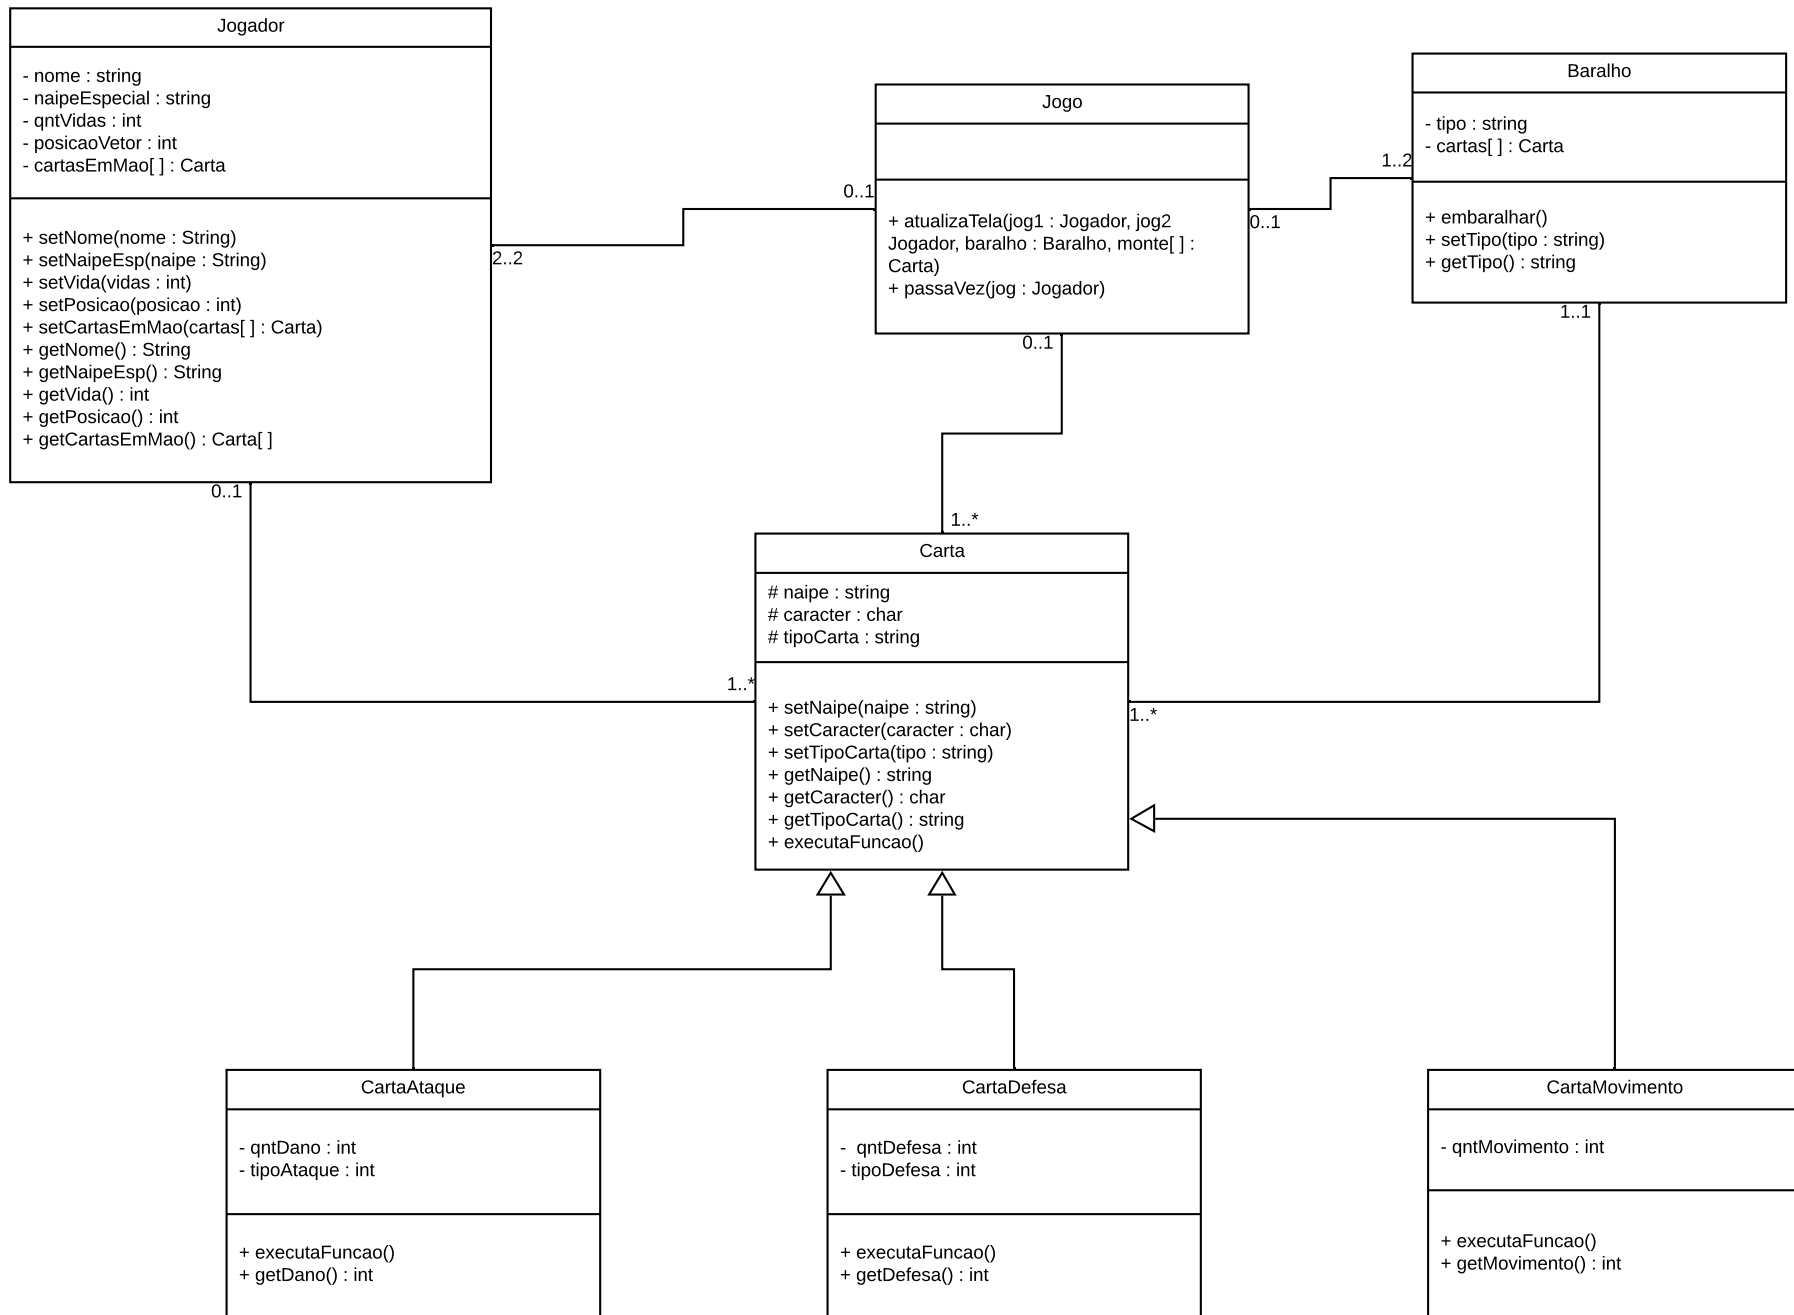 Jogador
- nome : string
- naipeEspecial : string
- qntVidas : int
- posicaoVetor : int
- cartasEmMao[ ] : Carta
+ setNome(nome : String)
+ setNaipeEsp(naipe : String)
+ setVida(vidas : int)
+ setPosicao(posicao : int)
+ setCartasEmMao(cartas[ ] : Carta)
+ getNome() : String
+ getNaipeEsp() : String
+ getVida() : int
+ getPosicao() : int
+ getCartasEmMao() : Carta[ ]
2..2
0..1
0..1
Jogo
+ atualizaTela(jog1 : Jogador, jog2
Jogador, baralho : Baralho, monte[ ] :
Carta)
+ passaVez(jog : Jogador)
0..1
0..1
1..2
Baralho
- tipo : string
- cartas[ ] : Carta
+ embaralhar()
+ setTipo(tipo : string)
+ getTipo() : string
1..1
1..*
1..*
1..*
Carta
# naipe : string
# caracter : char
# tipoCarta : string
+ setNaipe(naipe : string)
+ setCaracter(caracter : char)
+ setTipoCarta(tipo : string)
+ getNaipe() : string
+ getCaracter() : char
+ getTipoCarta() : string
+ executaFuncao()
CartaAtaque
- qntDano : int
- tipoAtaque : int
+ executaFuncao()
+ getDano() : int
CartaDefesa
-  qntDefesa : int
- tipoDefesa : int
+ executaFuncao()
+ getDefesa() : int
CartaMovimento
- qntMovimento : int
+ executaFuncao()
+ getMovimento() : int